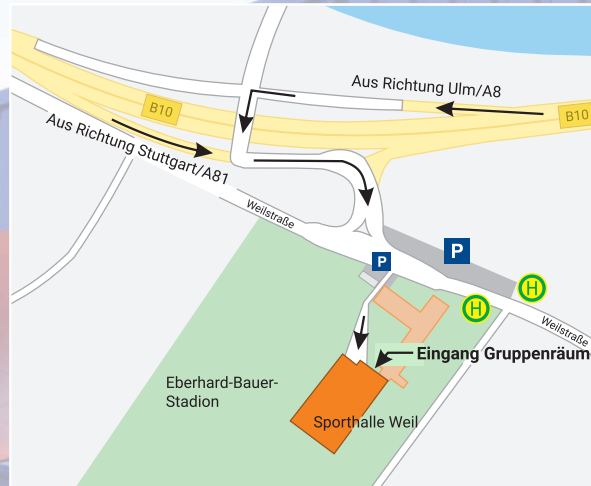 Aus Richtung Ulm/A8
B10
B10
Aus Richtung Stuttgart/A81
Weilstraße
P
P
H
H
Weilstraße
Eingang Gruppenräum
Eberhard-Bauer-
Stadion
Sporthalle Weil